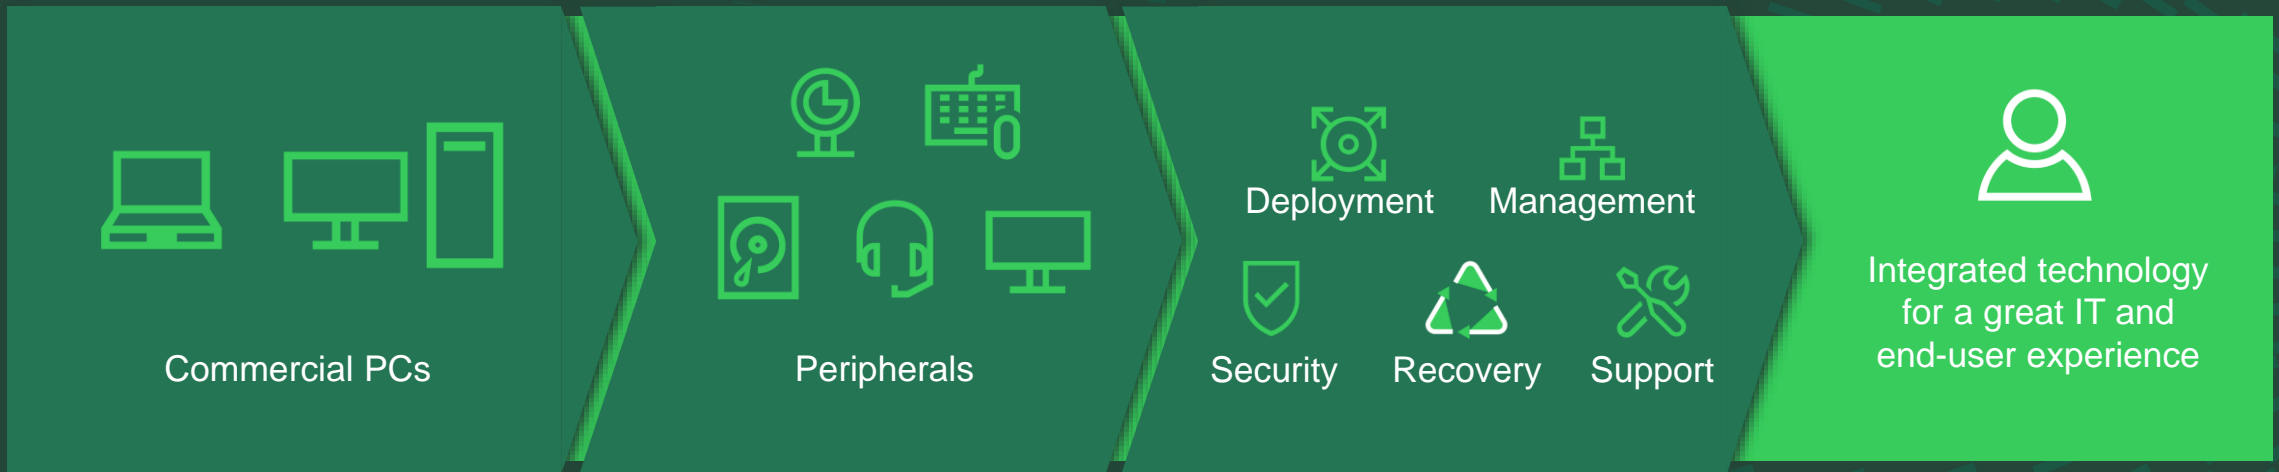 Commercial PCs
Peripherals
Deployment
Management
Security
Recovery
Support
Integrated technology
for a great IT and
end-user experience